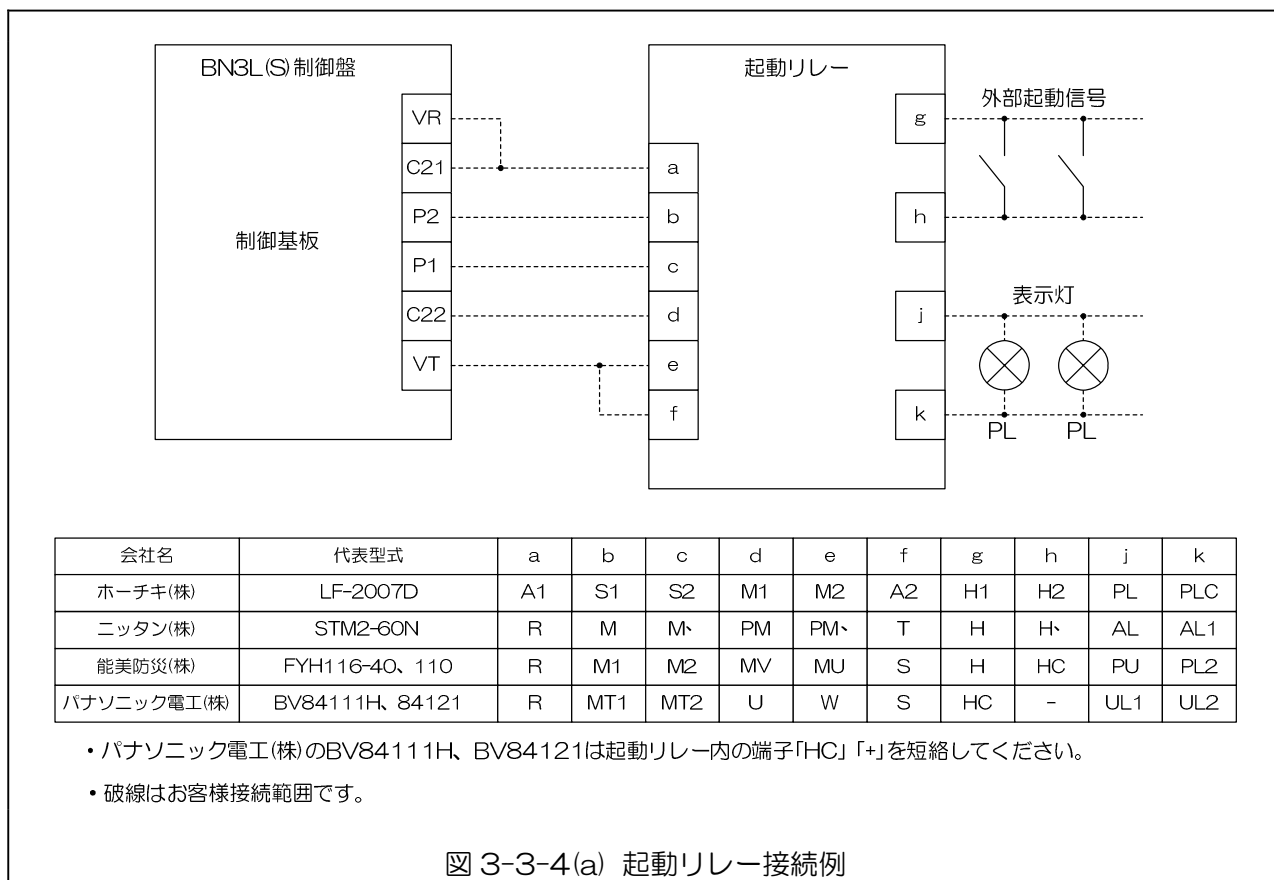 BN3L(S)制御盤
起動リレー
外部起動信号
VR
g
C21
a
P2
b
h
制御基板
P1
c
表示灯
C22
d
j
VT
e
f
k
PL PL
会社名 代表型式 a b c d e f g h j k
ホーチキ(株) LF-2007D A1 S1 S2 M1 M2 A2 H1 H2 PL PLC
ニッタン(株) STM2-60N R M M、 PM PM、 T H H、 AL AL1
能美防災(株) FYH116-40、110 R M1 M2 MV MU S H HC PU PL2
パナソニック電工(株) BV84111H、84121 R MT1 MT2 U W S HC - UL1 UL2
・パナソニック電工(株)のBV84111H、BV84121は起動リレー内の端子「HC」「+」を短絡してください。
・破線はお客様接続範囲です。
図 3-3-4(a) 起動リレー接続例